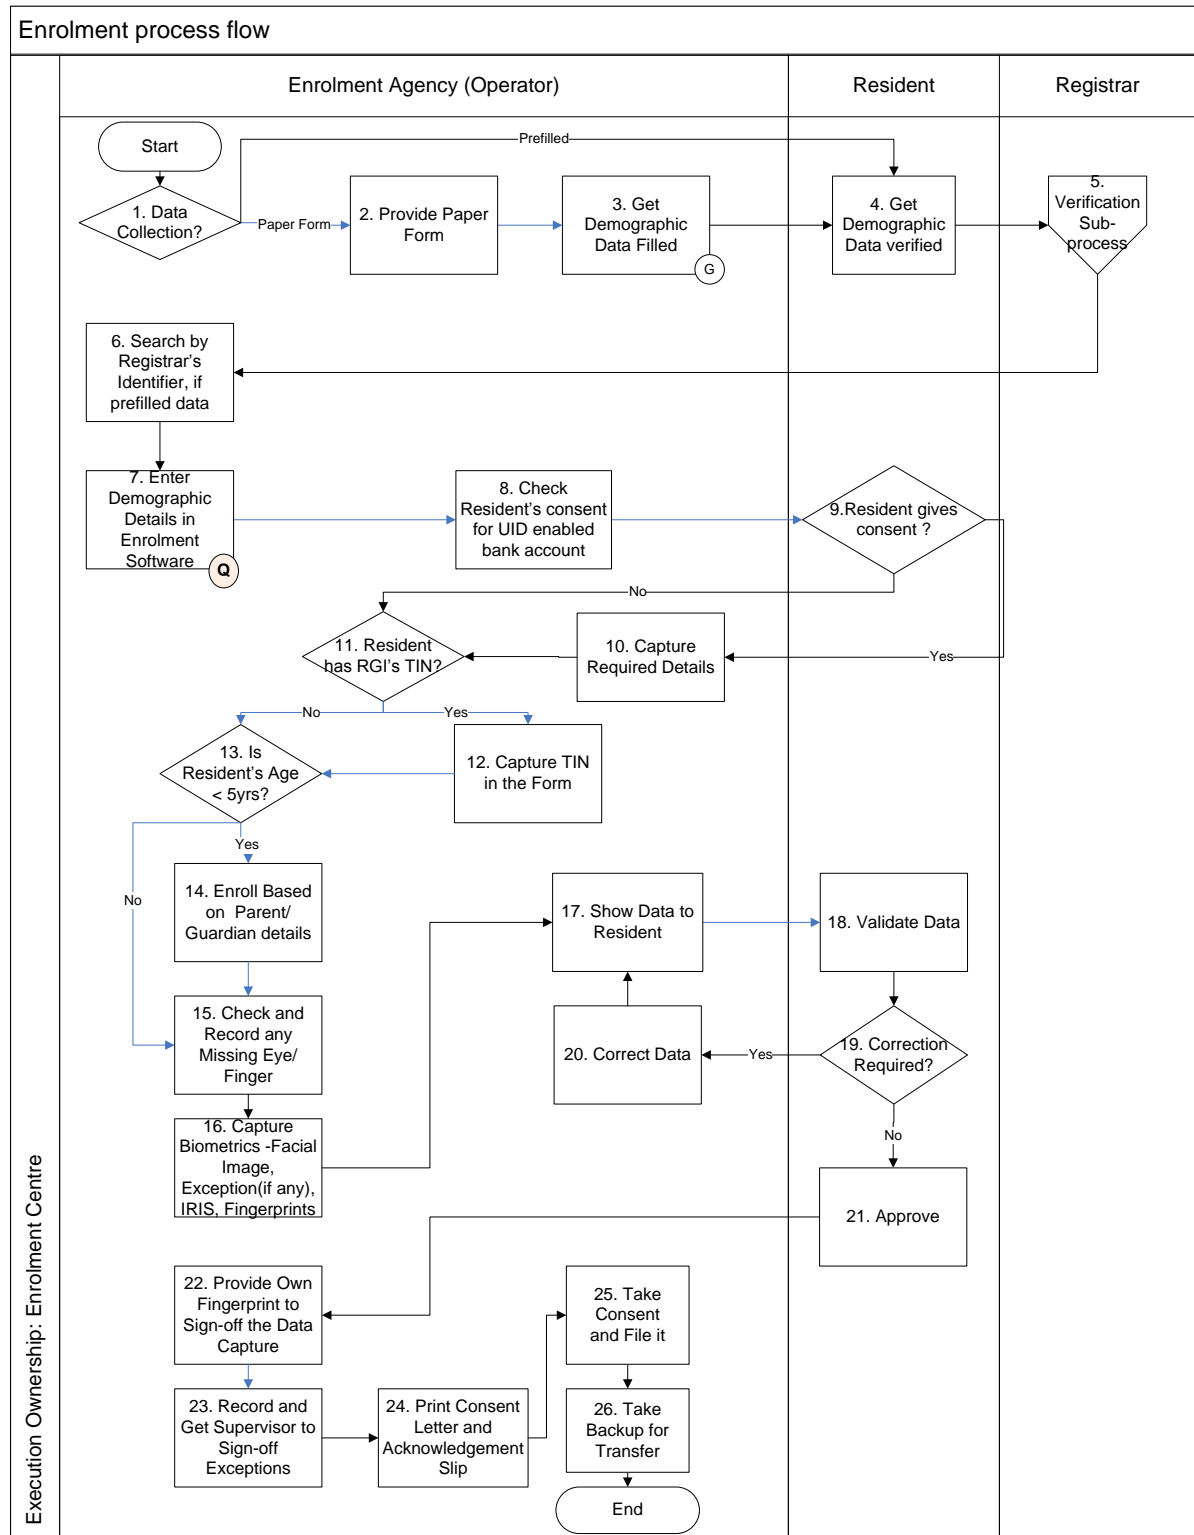 Enrolment process flow
Enrolment Agency (Operator)
Resident
Registrar
Execution Ownership: Enrolment Centre
Start
Prefilled
1. Data
Collection?
Paper Form
2. Provide Paper
Form
3. Get
Demographic
Data Filled
G
4. Get
Demographic
Data verified
5.
Verification
Sub-
process
6. Search by
Registrar's
Identifier, if
prefilled data
7. Enter
Demographic
Details in
Enrolment
Software
Q
8. Check
Resident's consent
for UID enabled
bank account
9.Resident gives
consent ?
No
Yes
10. Capture
Required Details
11. Resident
has RGI's TIN?
No
Yes
12. Capture TIN
in the Form
13. Is
Resident's Age
< 5yrs?
Yes
No
14. Enroll Based
on Parent/
Guardian details
15. Check and
Record any
Missing Eye/
Finger
16. Capture
Biometrics -Facial
Image,
Exception(if any),
IRIS, Fingerprints
17. Show Data to
Resident
18. Validate Data
19. Correction
Required?
Yes
20. Correct Data
No
21. Approve
22. Provide Own
Fingerprint to
Sign-off the Data
Capture
23. Record and
Get Supervisor to
Sign-off
Exceptions
24. Print Consent
Letter and
Acknowledgement
Slip
25. Take
Consent
and File it
26. Take
Backup for
Transfer
End